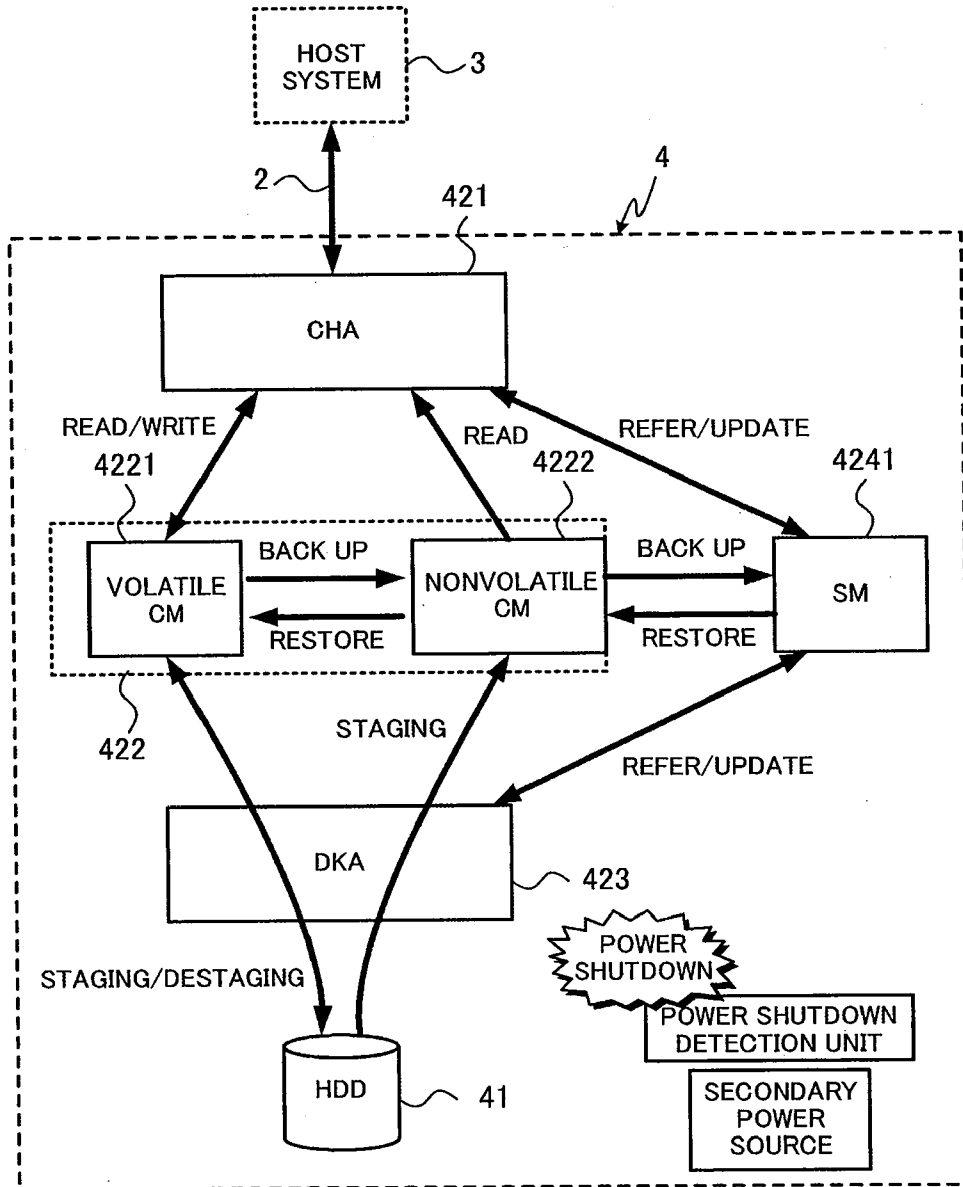 HOST
SYSTEM
3
2
4
421
CHA
READ/WRITE
READ
REFER/UPDATE
4221
4222
4241
VOLATILE
CM
BACK UP
RESTORE
NONVOLATILE
CM
BACK UP
RESTORE
SM
422
STAGING
REFER/UPDATE
DKA
423
STAGING/DESTAGING
POWER
SHUTDOWN
POWER SHUTDOWN
DETECTION UNIT
HDD
41
SECONDARY
POWER
SOURCE